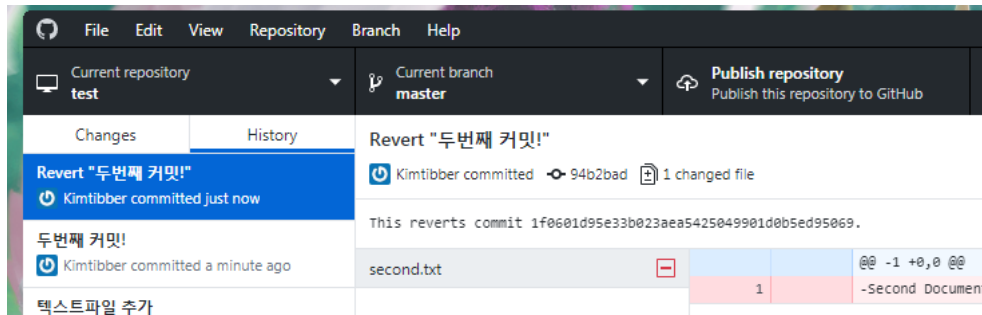 File Edit View Repository Branch Help
Current repository
test
Current branch
master
Publish repository
Publish this repository to GitHub
Changes History
Revert "두번째 커밋!"
Kimtibber committed just now
두번째 커밋!
Kimtibber committed a minute ago
텍스트파일 추가
Revert "두번째 커밋!"
Kimtibber committed 94b2bad 1 changed file
This reverts commit 1f0601d95e33b023aea5425049901d0b5ed95069.
second.txt
@@ -1 +0,0 @@
1 -Second Documen